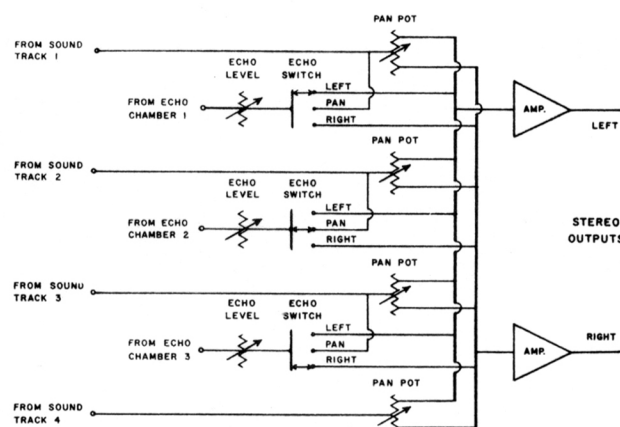 PAN POT
FROM SOUND
TRACK 1
ECHO
LEVEL
ECHO
SWITCH
LEFT
PAN
RIGHT
FROM ECHO
CHAMBER 1
AMP.
LEFT
PAN POT
FROM SOUND
TRACK 2
ECHO
LEVEL
ECHO
SWITCH
LEFT
PAN
RIGHT
FROM ECHO
CHAMBER 2
STEREO
OUTPUTS
PAN POT
FROM SOUND
TRACK 3
ECHO
LEVEL
ECHO
SWITCH
LEFT
PAN
RIGHT
FROM ECHO
CHAMBER 3
AMP.
RIGHT
PAN POT
FROM SOUND
TRACK 4